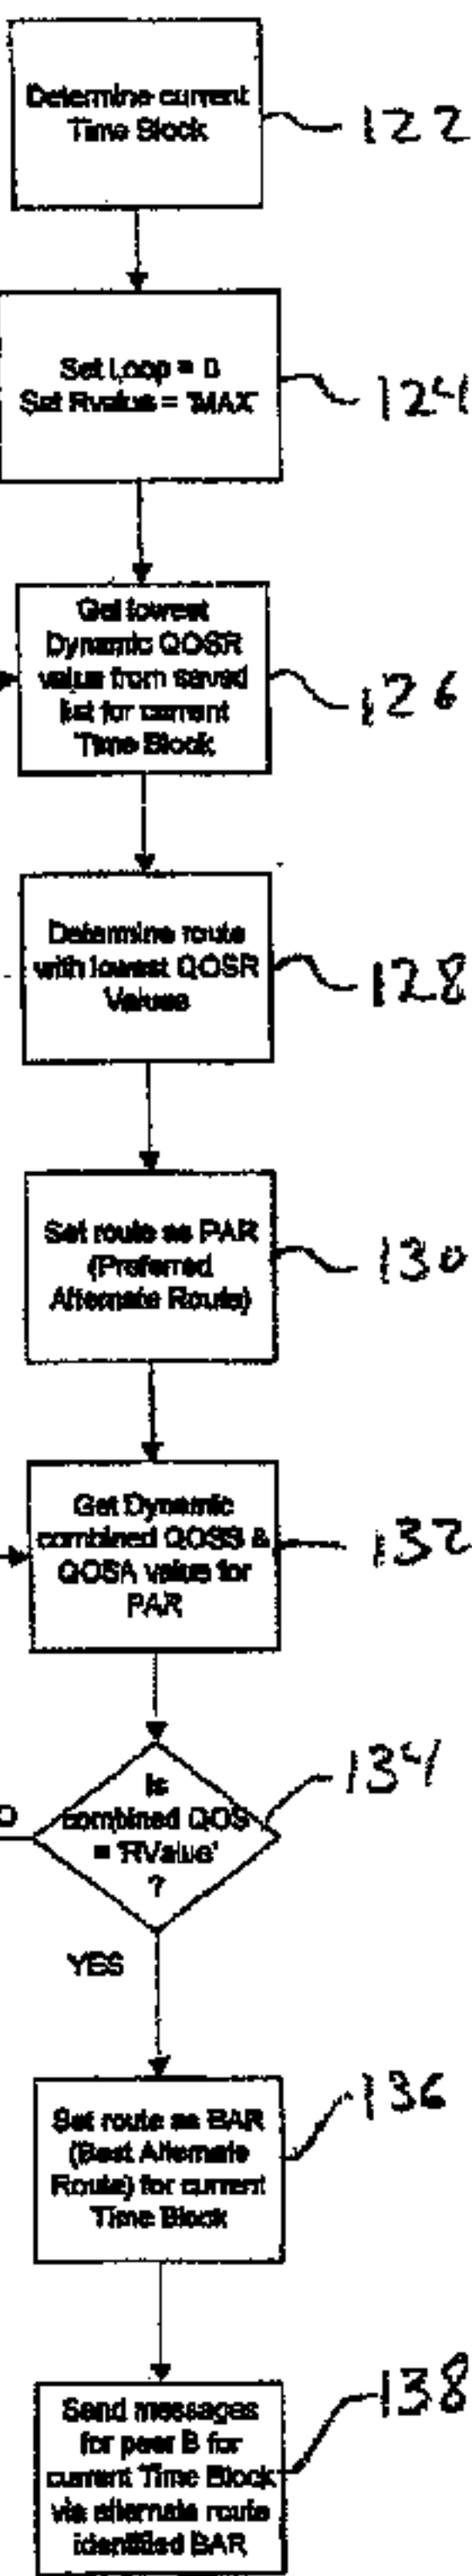 Determine current
Time Block
122
Set Loop = 0
Set Rvalue = 'MAX'
124
Get lowest
Dynamic QOSR
value from saved
list for current
Time Block
126
Determine route
with lowest QOSR
Values
128
Set route as PAR
(Preferred
Alternate Route)
130
Get Dynamic
combined QOSS &
QOSA value for
PAR
132
Is
combined QOS
= 'RValue'
?
134
O
YES
Set route as BAR
(Best Alternate
Route) for current
Time Block
136
Send messages
for peer B for
current Time Block
via alternate route
identified BAR
138